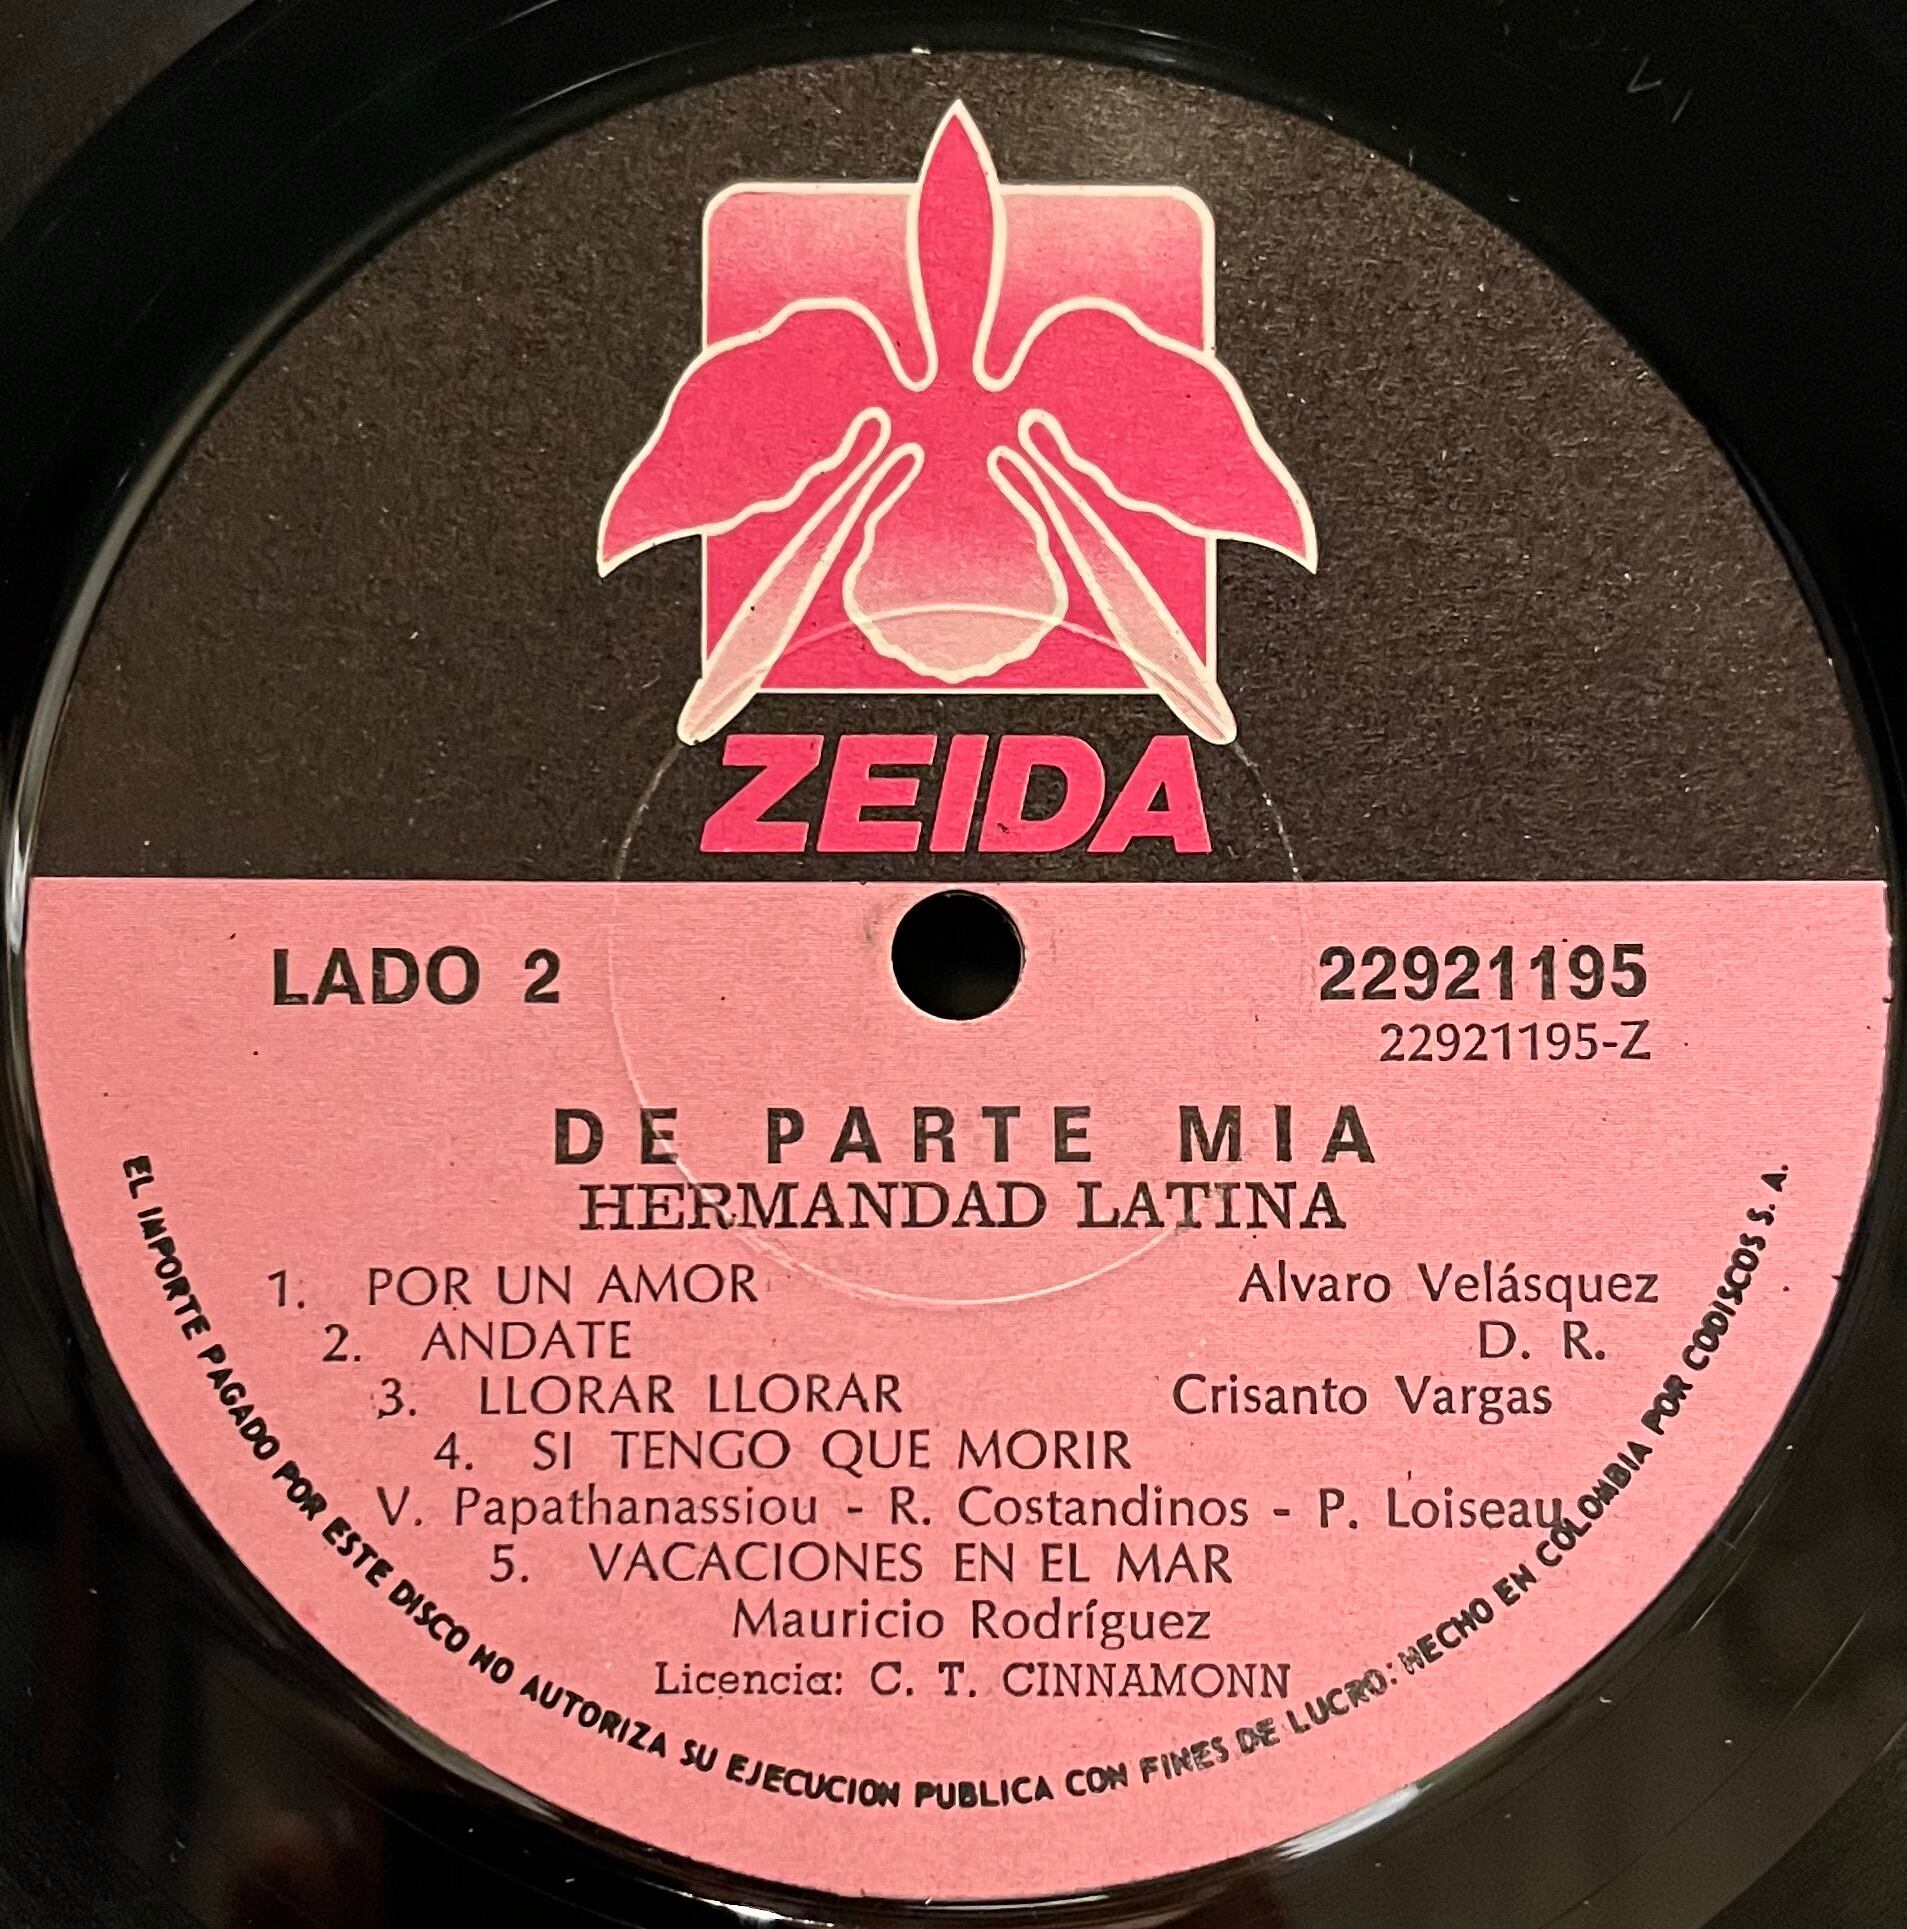 ZEIDA
LADO 2
22921195
22921195-Z
DE PARTE MIA
HERMANDAD LATINA
1. POR UN AMOR Alvaro Velásquez
2. ANDATE D. R.
3. LLORAR LLORAR Crisanto Vargas
4. SI TENGO QUE MORIR
V. Papathanassiou - R. Costandinos - P. Loiseau
5. VACACIONES EN EL MAR
Mauricio Rodríguez
Licencia: C. T. CINNAMONN
EL IMPORTE PAGADO POR ESTE DISCO NO AUTORIZA SU EJECUCION PUBLICA CON FINES DE LUCRO: HECHO EN COLOMBIA POR CODISCOS S. A.